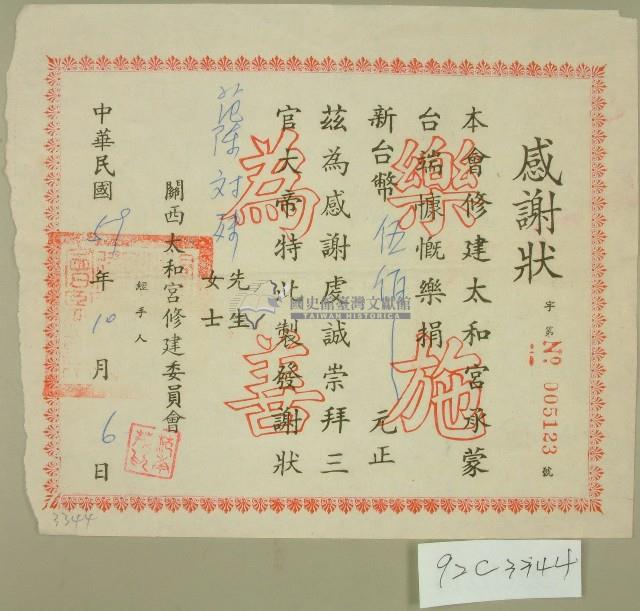 感謝狀
字第 Nº 005123 號
本會修建太和宮承蒙
台端慷慨樂捐
新台幣伍佰元正
茲為感謝虔誠崇拜三
官大帝特此製發謝狀
樂施
為善
先生
女士
關西太和宮修建委員會
經手人
中華民國59年10月6日
國史館臺灣文獻館
TAIWAN HISTORICA
3344
92C3344